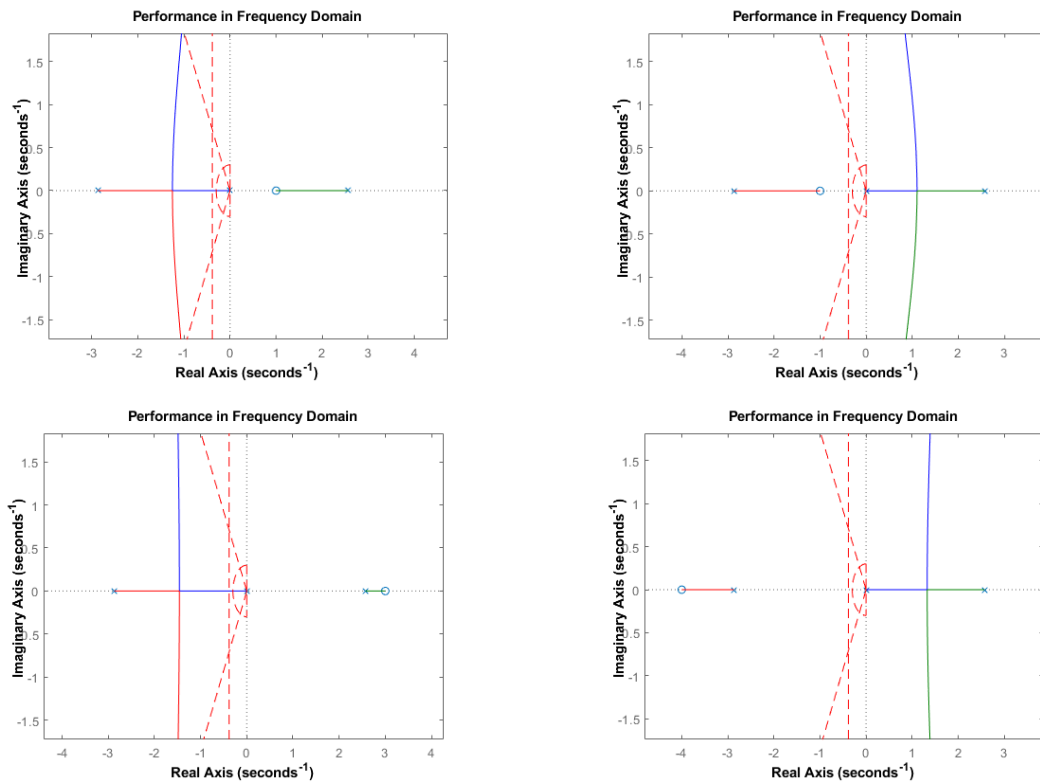 Performance in Frequency Domain
Imaginary Axis (seconds⁻¹)
1.5
1
0.5
0
-0.5
-1
-1.5
-3 -2 -1 0 1 2 3 4
Real Axis (seconds⁻¹)
Performance in Frequency Domain
Imaginary Axis (seconds⁻¹)
1.5
1
0.5
0
-0.5
-1
-1.5
-4 -3 -2 -1 0 1 2 3
Real Axis (seconds⁻¹)
Performance in Frequency Domain
Imaginary Axis (seconds⁻¹)
1.5
1
0.5
0
-0.5
-1
-1.5
-4 -3 -2 -1 0 1 2 3 4
Real Axis (seconds⁻¹)
Performance in Frequency Domain
Imaginary Axis (seconds⁻¹)
1.5
1
0.5
0
-0.5
-1
-1.5
-4 -3 -2 -1 0 1 2 3
Real Axis (seconds⁻¹)